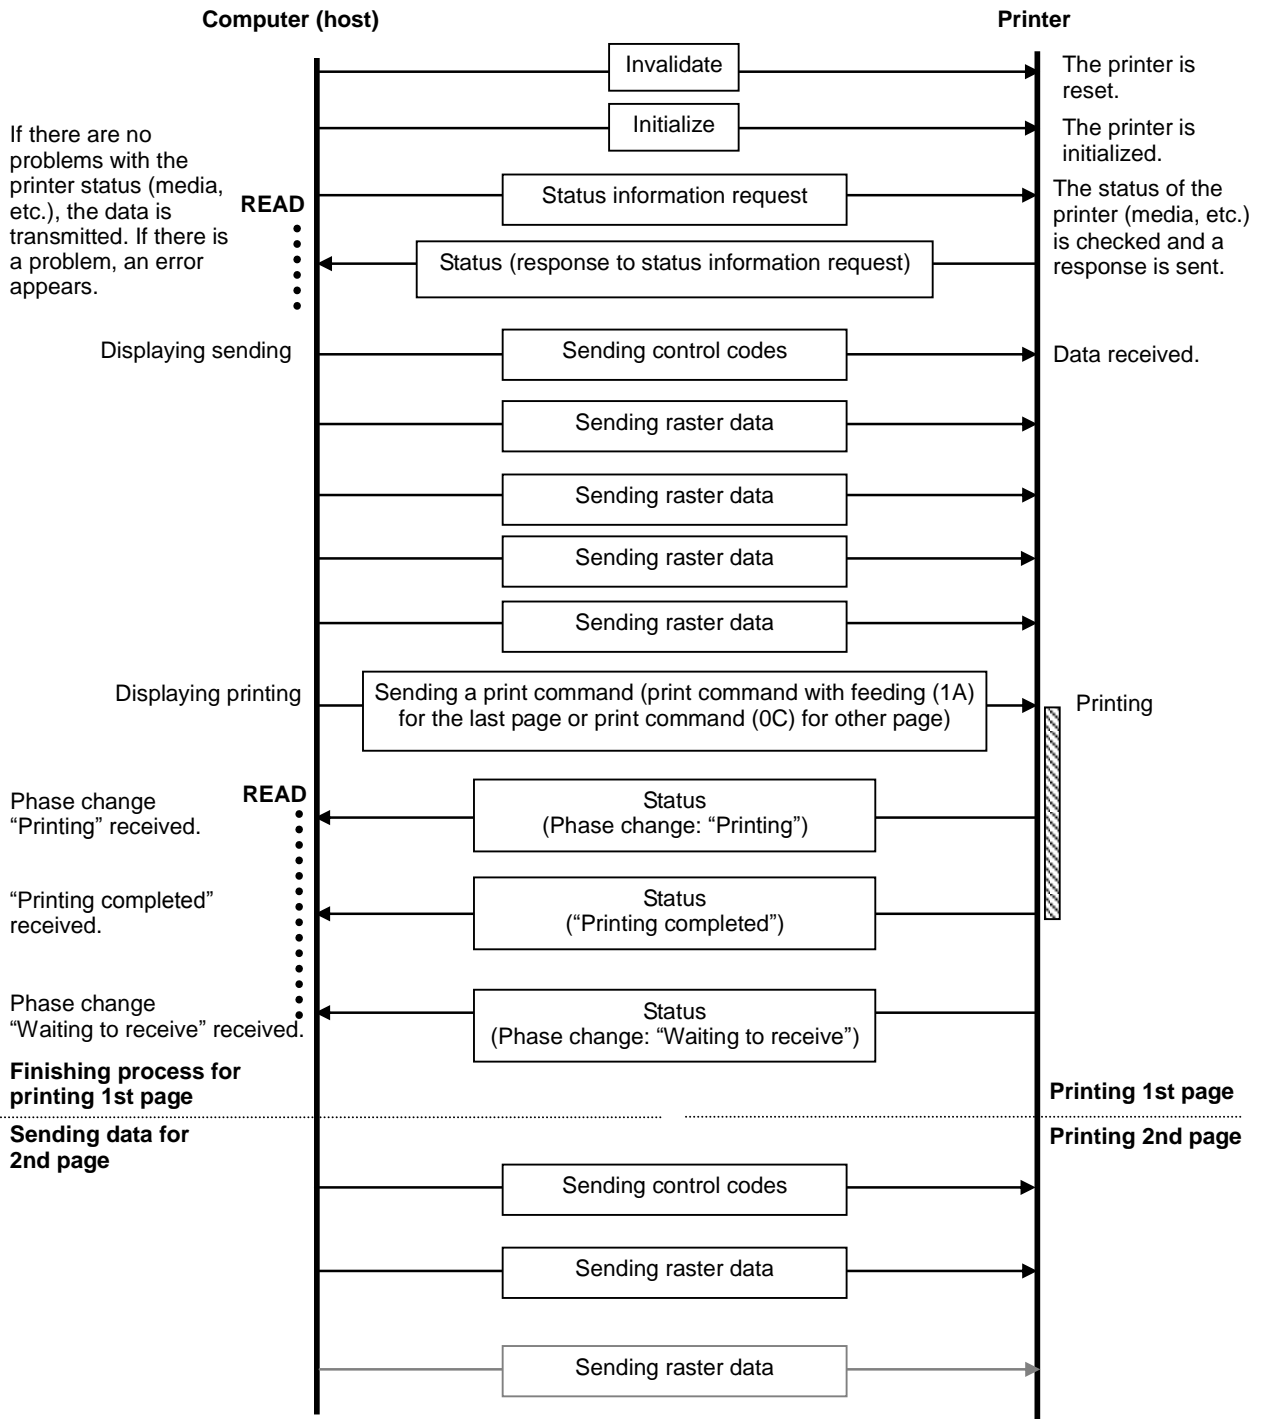 Computer (host)
Printer
Invalidate
The printer is
reset.
Initialize
The printer is
initialized.
If there are no
problems with the
printer status (media,
etc.), the data is
transmitted. If there is
a problem, an error
appears.
READ
Status information request
The status of the
printer (media, etc.)
is checked and a
response is sent.
Status (response to status information request)
Displaying sending
Sending control codes
Data received.
Sending raster data
Sending raster data
Sending raster data
Sending raster data
Displaying printing
Sending a print command (print command with feeding (1A)
for the last page or print command (0C) for other page)
Printing
READ
Phase change
“Printing” received.
Status
(Phase change: “Printing”)
“Printing completed”
received.
Status
(“Printing completed”)
Phase change
“Waiting to receive” received.
Status
(Phase change: “Waiting to receive”)
Finishing process for
printing 1st page
Printing 1st page
Sending data for
2nd page
Printing 2nd page
Sending control codes
Sending raster data
Sending raster data